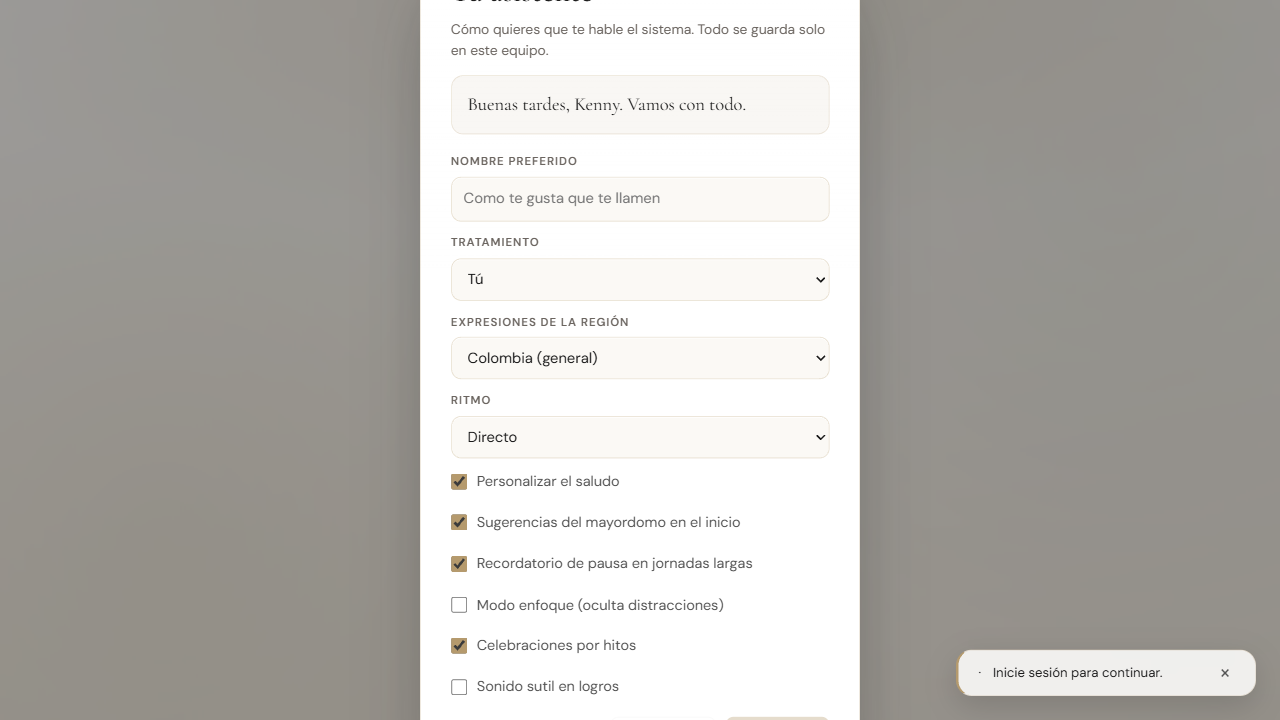 Cómo quieres que te hable el sistema. Todo se guarda solo
en este equipo.
Buenas tardes, Kenny. Vamos con todo.
NOMBRE PREFERIDO
Como te gusta que te llamen
TRATAMIENTO
Tú
EXPRESIONES DE LA REGIÓN
Colombia (general)
RITMO
Directo
Personalizar el saludo
Sugerencias del mayordomo en el inicio
Recordatorio de pausa en jornadas largas
Modo enfoque (oculta distracciones)
Celebraciones por hitos
Sonido sutil en logros
· Inicie sesión para continuar. ×